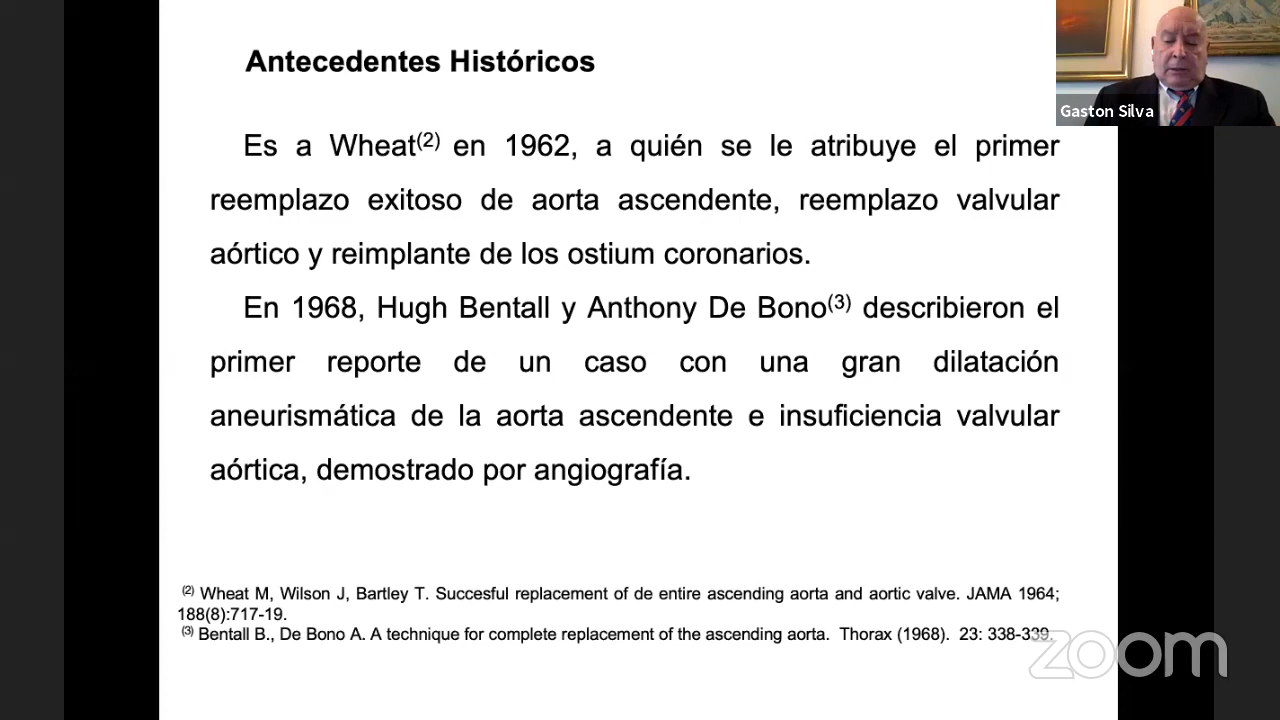 Antecedentes Históricos
Gaston Silva
Es a Wheat(2) en 1962, a quién se le atribuye el primer
reemplazo exitoso de aorta ascendente, reemplazo valvular
aórtico y reimplante de los ostium coronarios.
En 1968, Hugh Bentall y Anthony De Bono(3) describieron el
primer reporte de un caso con una gran dilatación
aneurismática de la aorta ascendente e insuficiencia valvular
aórtica, demostrado por angiografía.
(2) Wheat M, Wilson J, Bartley T. Succesful replacement of de entire ascending aorta and aortic valve. JAMA 1964;
188(8):717-19.
(3) Bentall B., De Bono A. A technique for complete replacement of the ascending aorta. Thorax (1968). 23: 338-339.
zoom